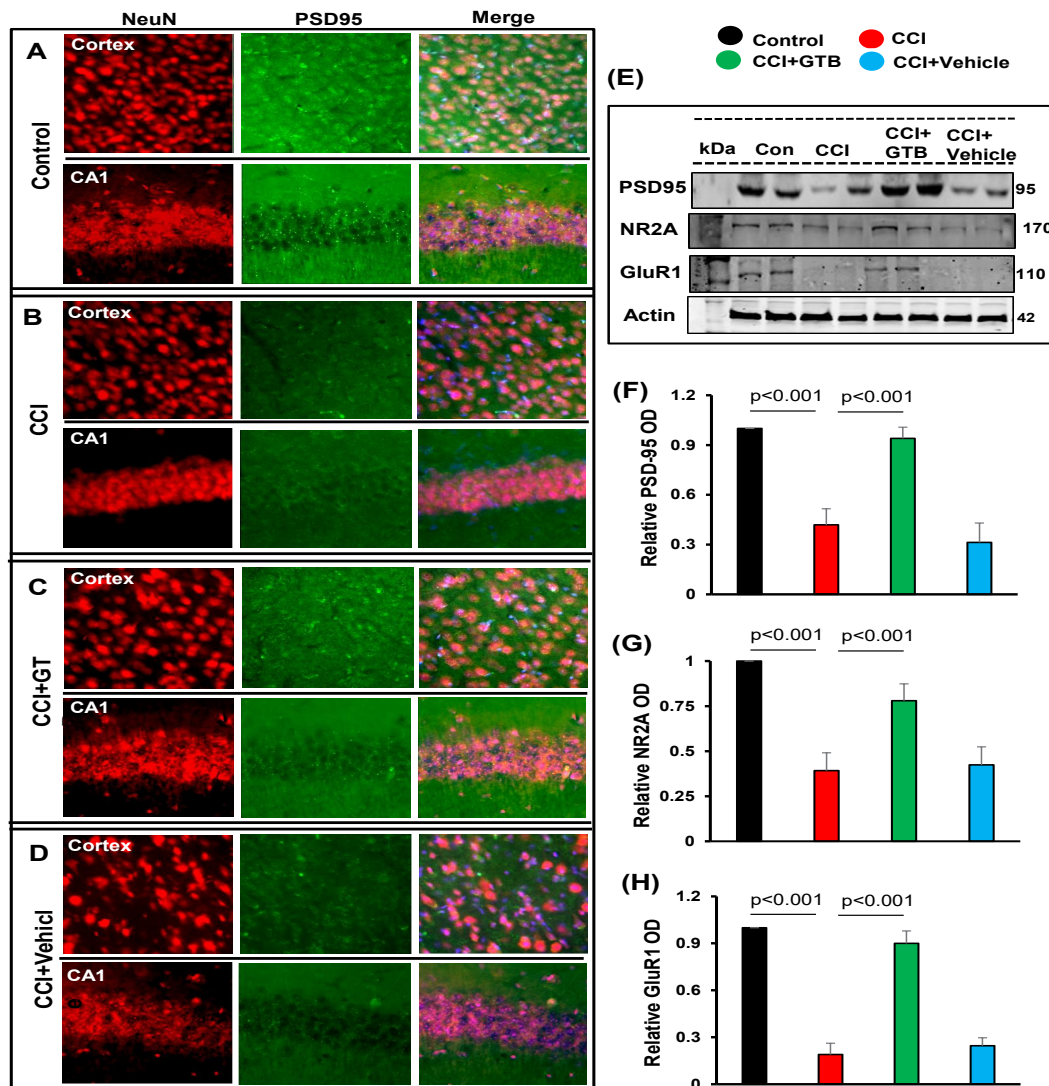 NeuN PSD95 Merge
A
Control
Cortex
CA1
B
CCI
Cortex
CA1
C
CCI+GT
Cortex
CA1
D
CCI+Vehicl
Cortex
CA1
Control CCI
CCI+GTB CCI+Vehicle
(E)
kDa Con CCI CCI+ GTB CCI+ Vehicle
PSD95 95
NR2A 170
GluR1 110
Actin 42
(F)
Relative PSD-95 OD
p<0.001 p<0.001
1.2
0.9
0.6
0.3
0
(G)
Relative NR2A OD
p<0.001 p<0.001
1
0.75
0.5
0.25
0
(H)
Relative GluR1 OD
p<0.001 p<0.001
1.2
0.9
0.6
0.3
0